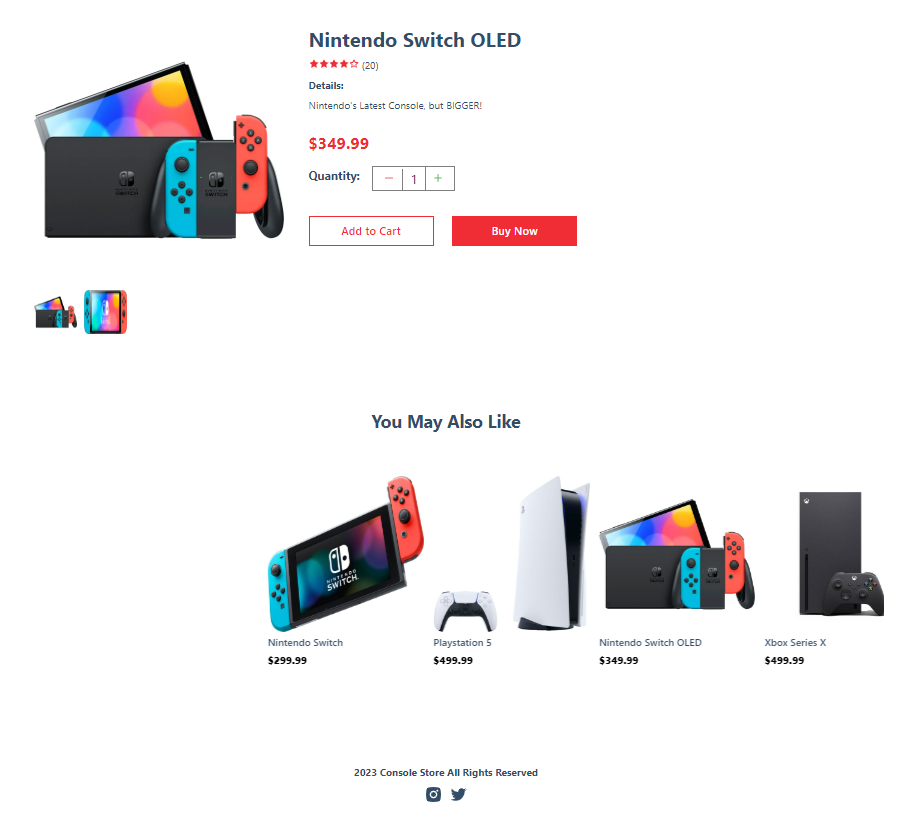 Nintendo Switch OLED
(20)
Details:
Nintendo's Latest Console, but BIGGER!
$349.99
Quantity: − 1 +
Add to Cart Buy Now
You May Also Like
NINTENDO
SWITCH.
Nintendo Switch
$299.99
Playstation 5
$499.99
Nintendo Switch OLED
$349.99
Xbox Series X
$499.99
2023 Console Store All Rights Reserved